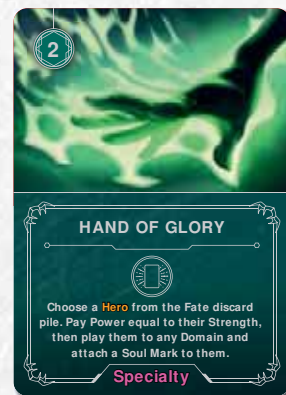 2
HAND OF GLORY
Choose a Hero from the Fate discard
pile. Pay Power equal to their Strength,
then play them to any Domain and
attach a Soul Mark to them.
Specialty